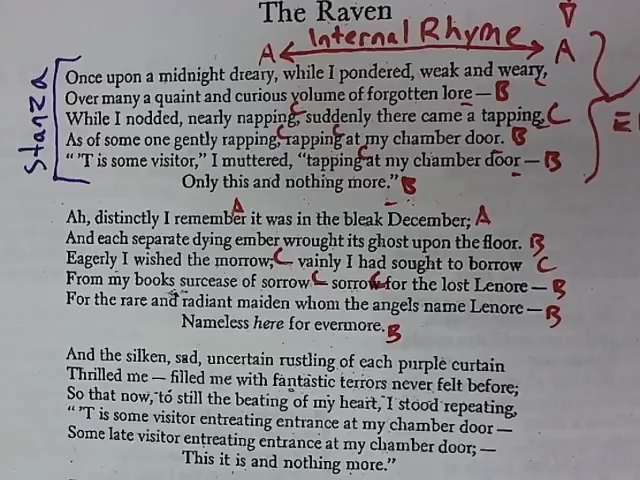 The Raven
A Internal Rhyme A
Stanza
Once upon a midnight dreary, while I pondered, weak and weary,
Over many a quaint and curious volume of forgotten lore — B
While I nodded, nearly napping, C suddenly there came a tapping, C
As of some one gently rapping, C rapping C at my chamber door. B
"'T is some visitor," I muttered, "tapping C at my chamber door — B
Only this and nothing more." B
Ah, distinctly I remember A it was in the bleak December; A
And each separate dying ember wrought its ghost upon the floor. B
Eagerly I wished the morrow; C vainly I had sought to borrow C
From my books surcease of sorrow C — sorrow C for the lost Lenore — B
For the rare and radiant maiden whom the angels name Lenore — B
Nameless here for evermore. B
And the silken, sad, uncertain rustling of each purple curtain
Thrilled me — filled me with fantastic terrors never felt before;
So that now, to still the beating of my heart, I stood repeating,
"'T is some visitor entreating entrance at my chamber door —
Some late visitor entreating entrance at my chamber door; —
This it is and nothing more."